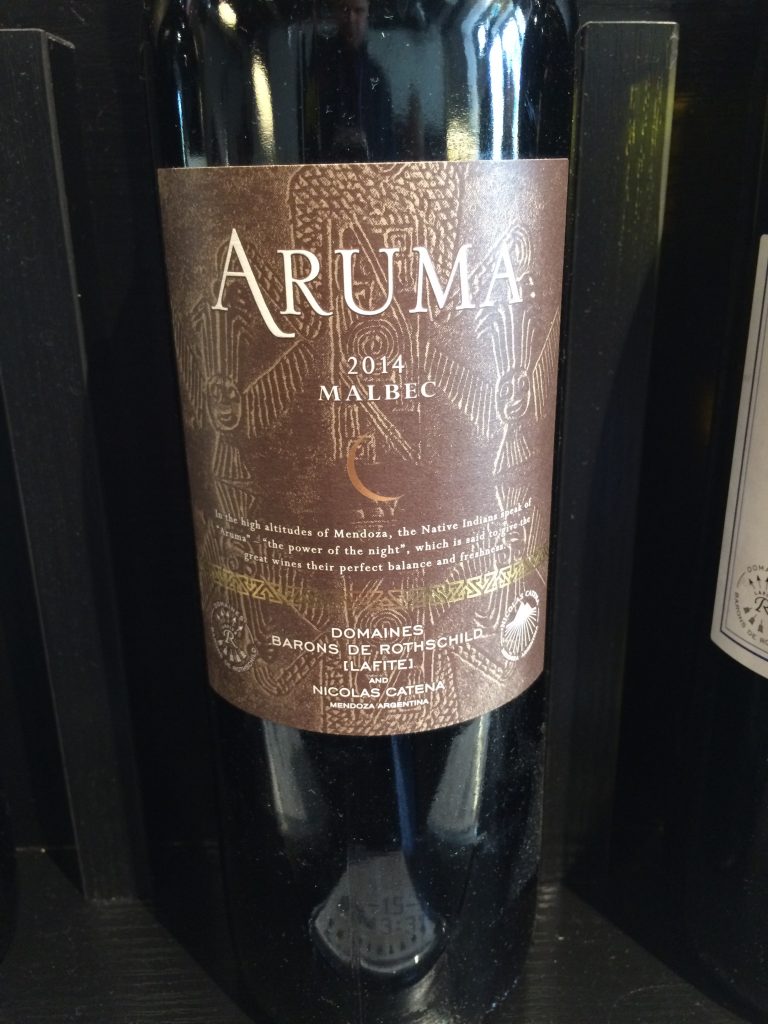 ARUMA
2014
MALBEC
In the high altitudes of Mendoza, the Native Indians speak of
"Aruma" – "the power of the night", which is said to give the
great wines their perfect balance and freshness.
DOMAINES
BARONS DE ROTHSCHILD
[LAFITE]
AND
NICOLAS CATENA
MENDOZA ARGENTINA
NICOLAS CATENA